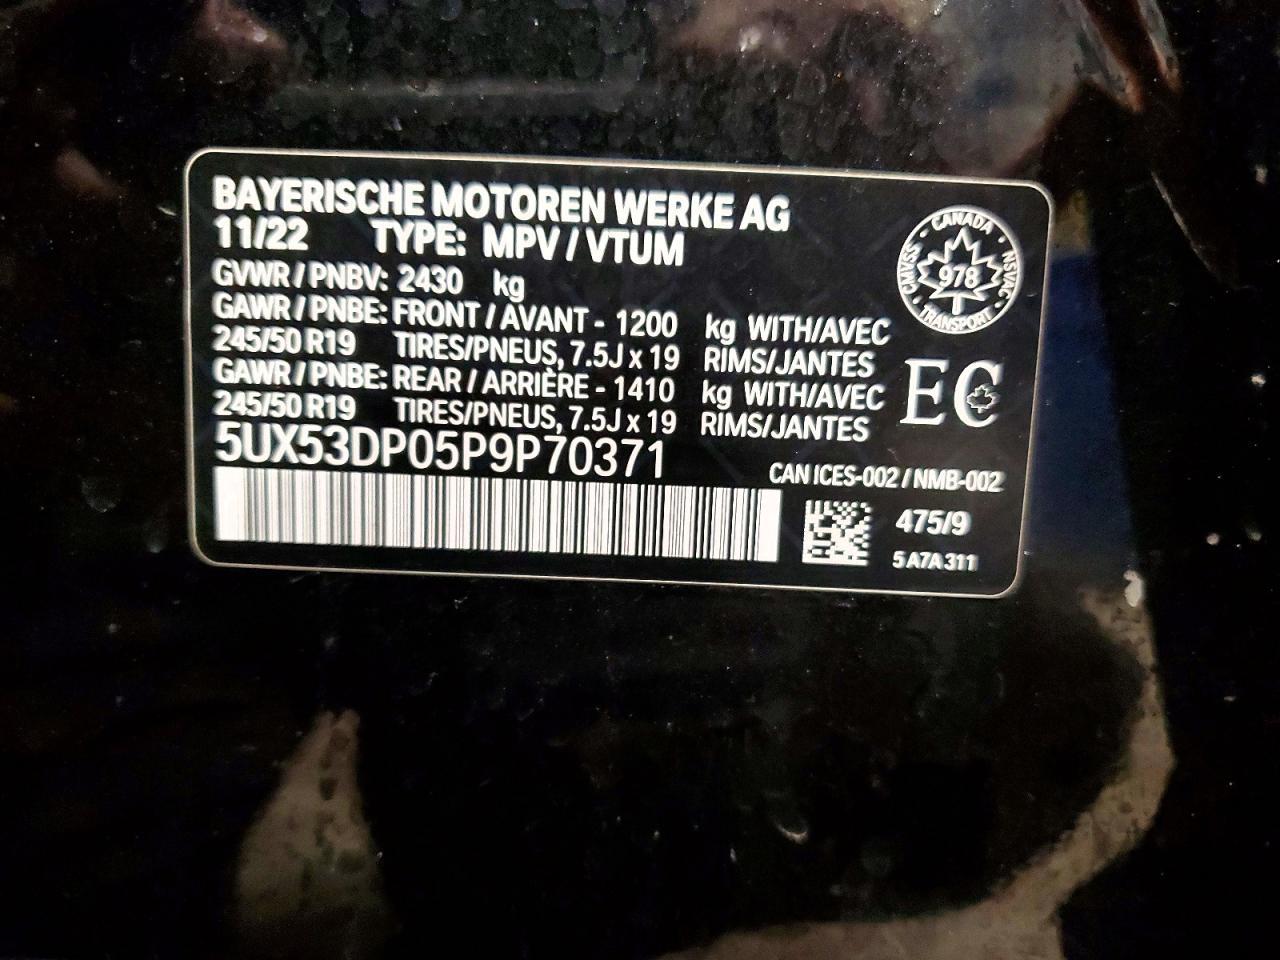 BAYERISCHE MOTOREN WERKE AG
11/22 TYPE: MPV / VTUM
GVWR / PNBV: 2430 kg
GAWR / PNBE: FRONT / AVANT - 1200 kg WITH/AVEC
245/50 R19 TIRES/PNEUS, 7.5J x 19 RIMS/JANTES
GAWR / PNBE: REAR / ARRIÈRE - 1410 kg WITH/AVEC
245/50 R19 TIRES/PNEUS, 7.5J x 19 RIMS/JANTES
5UX53DP05P9P70371
CANADA
CMVSS 978 NSVAC
TRANSPORT
EC
CAN ICES-002 / NMB-002
475/9
5 A7A 311